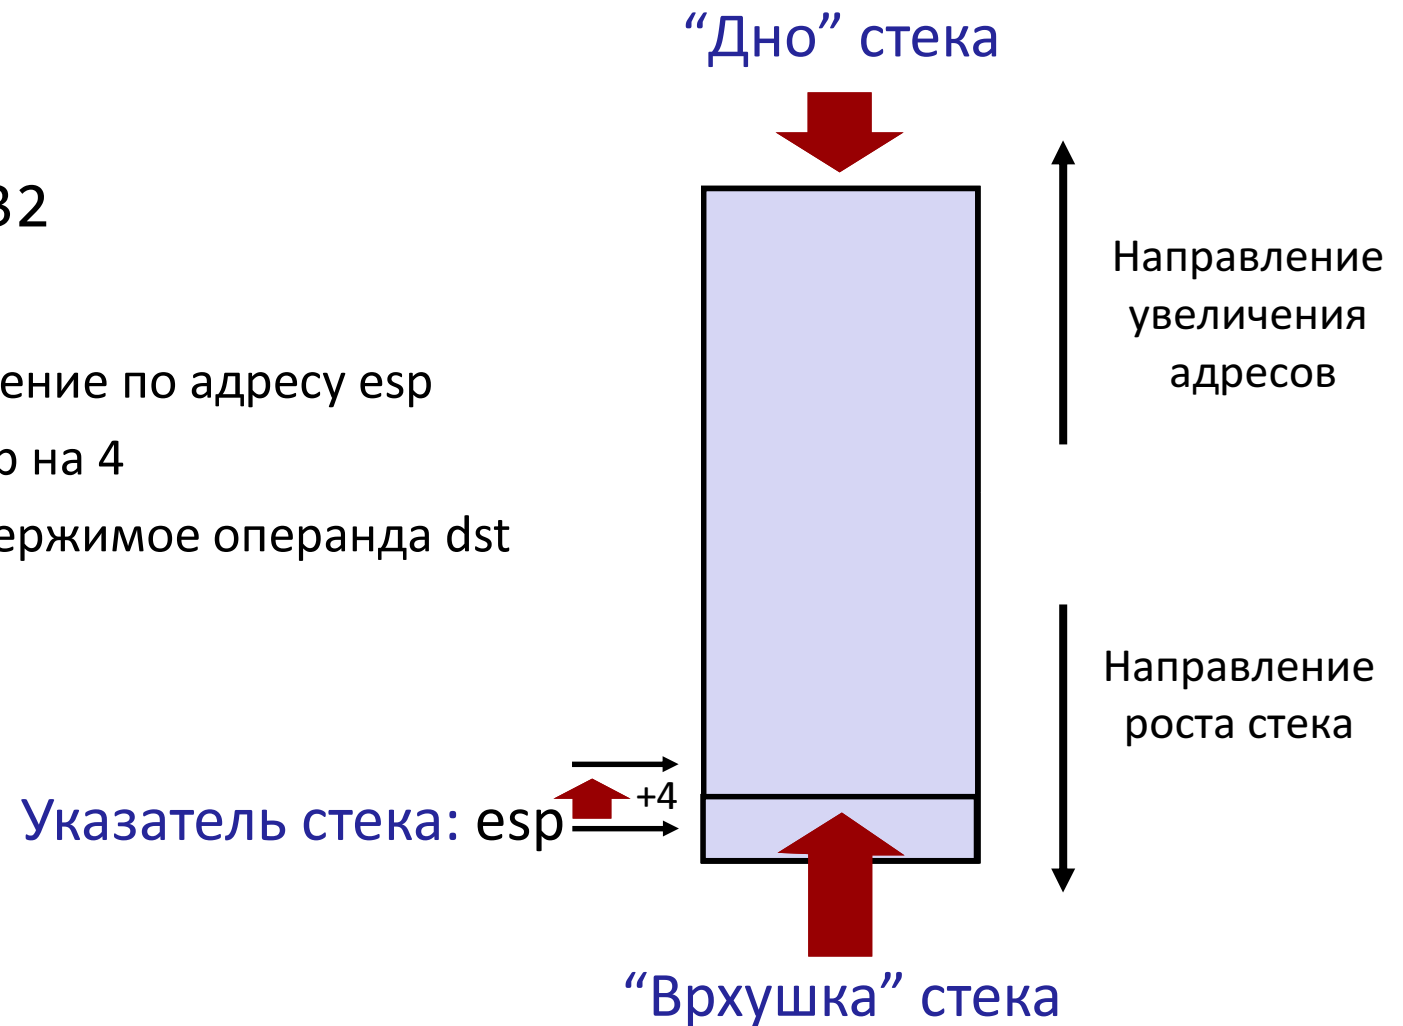 “Дно” стека
32
ение по адресу esp
на 4
ержимое операнда dst
Направление
увеличения
адресов
Направление
роста стека
+4
Указатель стека: esp
“Врхушка” стека